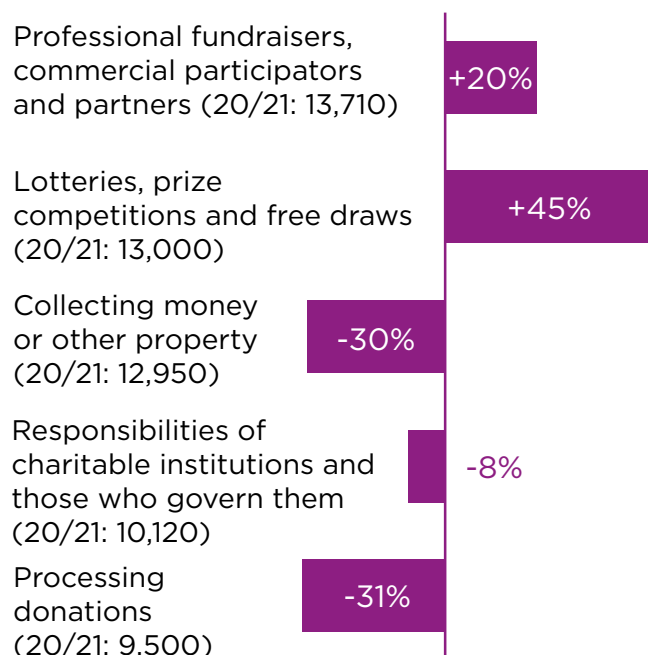 Professional fundraisers,
commercial participators
and partners (20/21: 13,710)
+20%
Lotteries, prize
competitions and free draws
(20/21: 13,000)
+45%
Collecting money
or other property
(20/21: 12,950)
-30%
Responsibilities of
charitable institutions and
those who govern them
(20/21: 10,120)
-8%
Processing
donations
(20/21: 9,500)
-31%